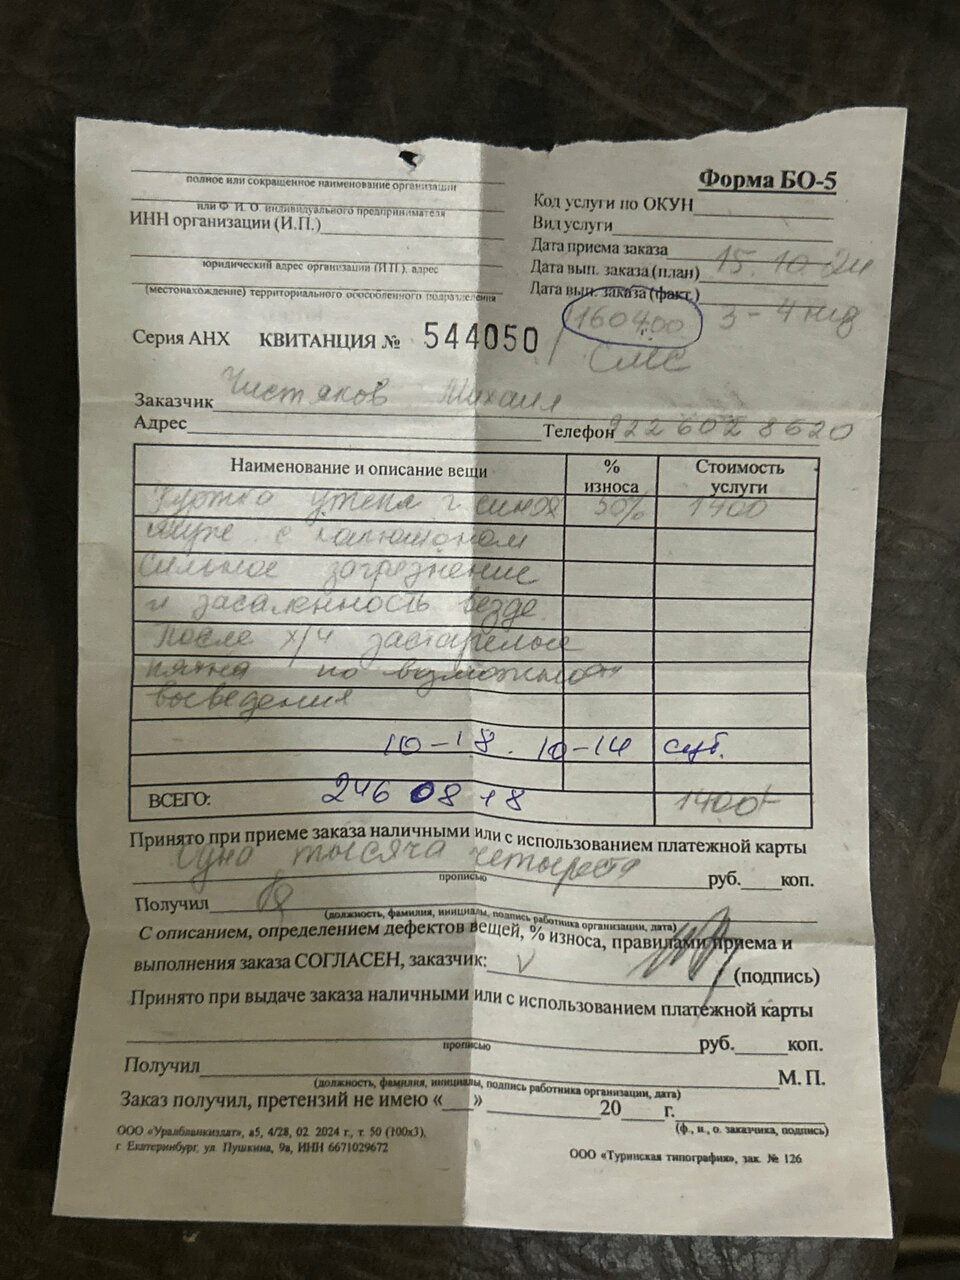 Форма БО-5
полное или сокращенное наименование организации
или Ф. И. О. индивидуального предпринимателя
ИНН организации (И.П.)
юридический адрес организации (И.П). адрес
(местонахождение) территориального обособленного подразделения
Код услуги по ОКУН
Вид услуги
Дата приема заказа
Дата вып. заказа (план) 15.10.24
Дата вып. заказа (факт.)
160400 3-4 нед
СМС
Серия АНХ КВИТАНЦИЯ № 544050
Заказчик Чистяков Михаил
Адрес Телефон 922 602 8620
Наименование и описание вещи % износа Стоимость услуги
Куртка утепл синяя 50% 1400
с капюшоном
сильное загрезнение
и засаленность везде
после х/ч застарелые
пятна по возможности
выведения
10-18. 10-14 суб.
ВСЕГО: 246 08 18 1400/-
Принято при приеме заказа наличными или с использованием платежной карты
Одна тысяча четыреста руб. коп.
прописью
Получил
(должность, фамилия, инициалы, подпись работника организации, дата)
С описанием, определением дефектов вещей, % износа, правилами приема и
выполнения заказа СОГЛАСЕН, заказчик: V (подпись)
Принято при выдаче заказа наличными или с использованием платежной карты
руб. коп.
прописью
Получил М. П.
(должность, фамилия, инициалы, подпись работника организации, дата)
Заказ получил, претензий не имею «___» 20 г.
(ф., и., о. заказчика, подпись)
ООО «Уралбланкиздат», а5, 4/28, 02. 2024 г., т. 50 (100х3),
г. Екатеринбург, ул. Пушкина, 9а, ИНН 6671029672
ООО «Туринская типография», зак. № 126